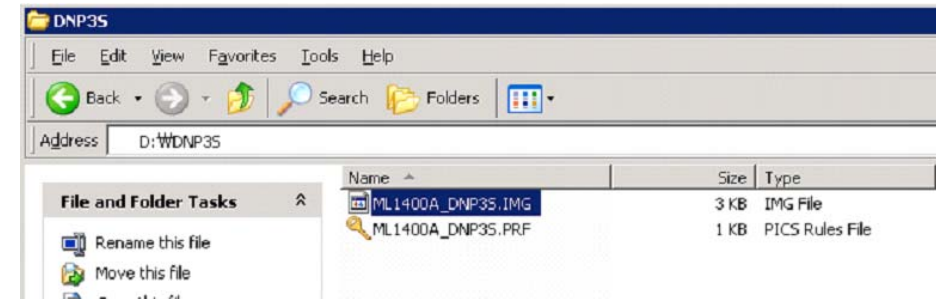 DNP3S
File Edit View Favorites Tools Help
Back Search Folders
Address D:₩DNP3S
Name Size Type
File and Folder Tasks
ML1400A_DNP3S.IMG 3 KB IMG File
ML1400A_DNP3S.PRF 1 KB PICS Rules File
Rename this file
Move this file